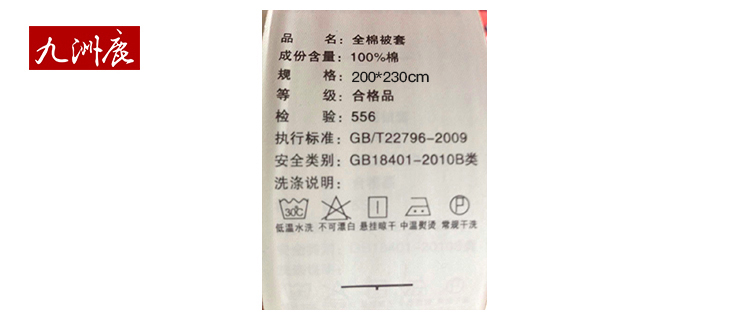 九洲鹿
品 名：全棉被套
成份含量：100%棉
规 格：200*230cm
等 级：合格品
检 验：556
执行标准：GB/T22796-2009
安全类别：GB18401-2010B类
洗涤说明：
30C P
低温水洗 不可漂白 悬挂晾干 中温熨烫 常规干洗